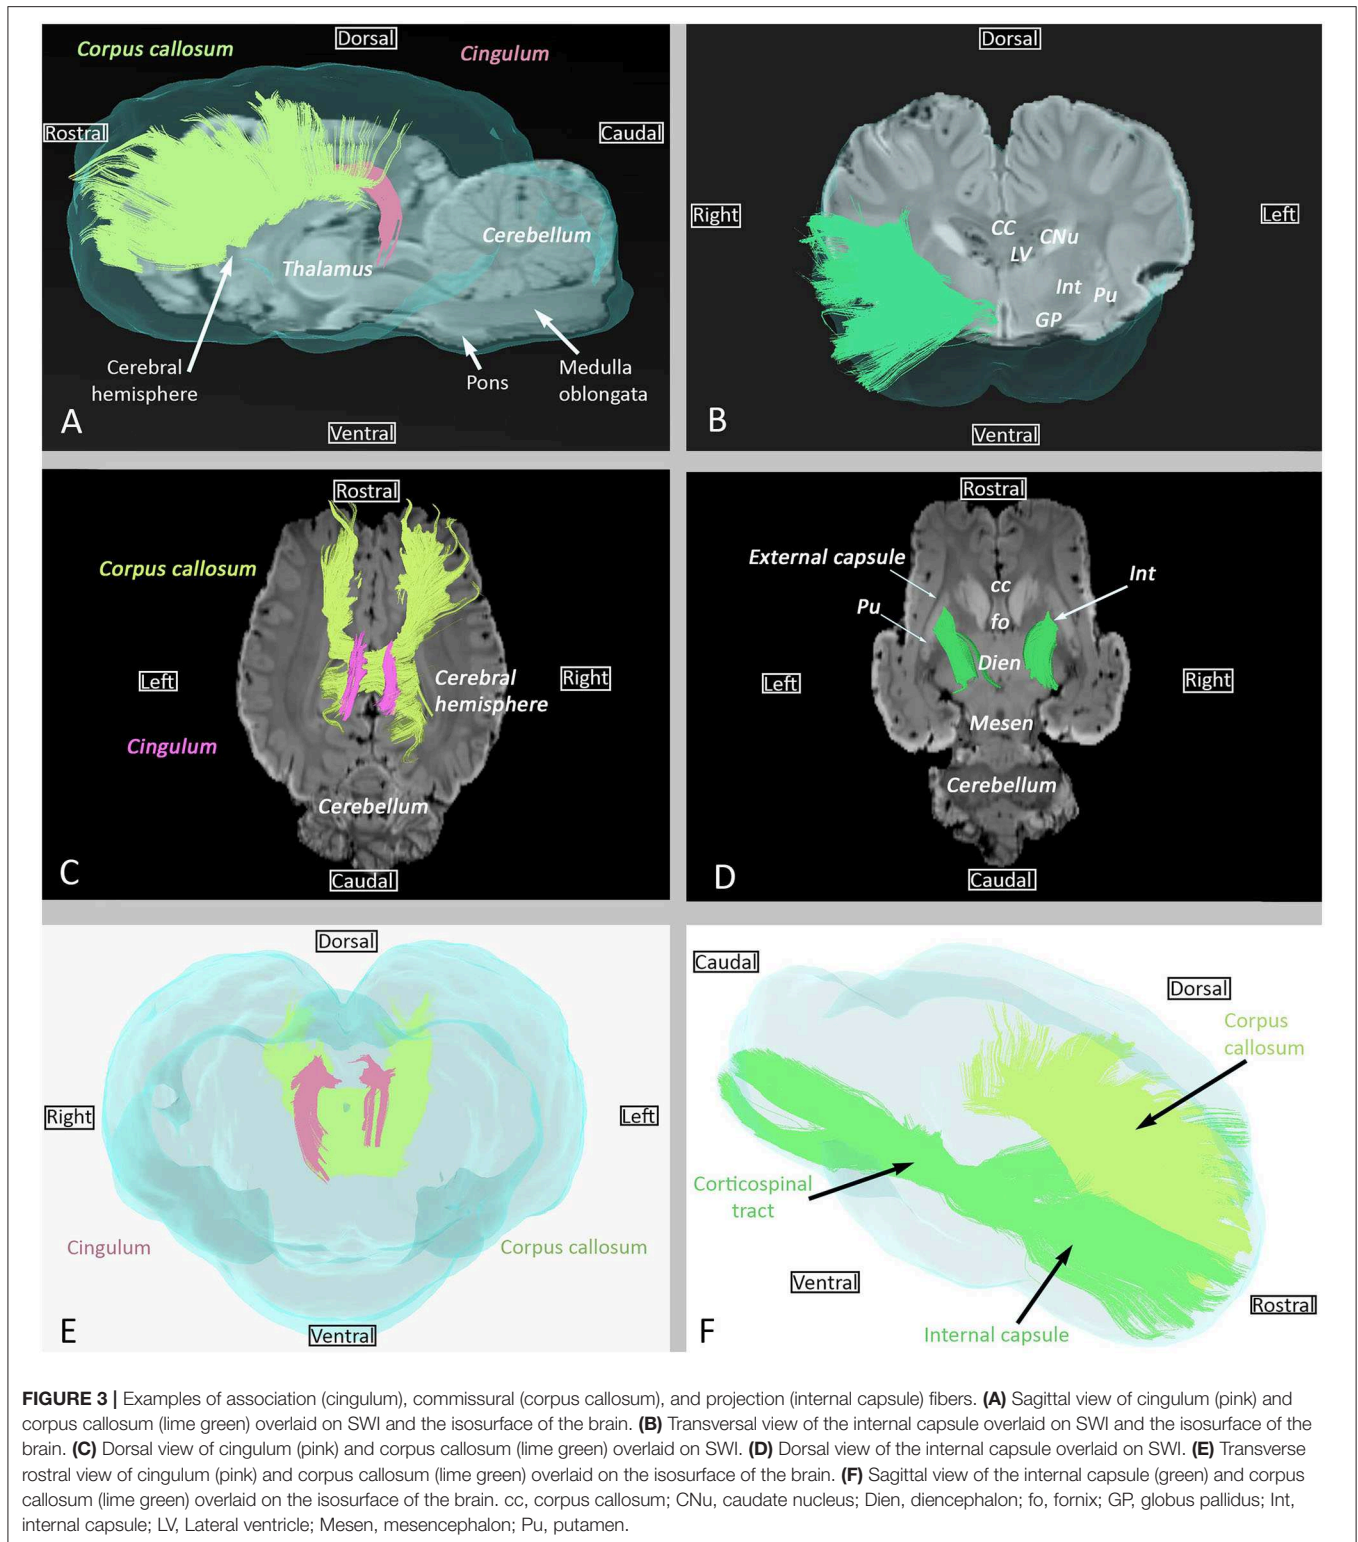 Dorsal
Corpus callosum
Cingulum
Rostral
Caudal
Cerebellum
Thalamus
Cerebral
hemisphere
Pons
Medulla
oblongata
A
Ventral
Dorsal
Right
Left
CC
CNu
LV
Int
Pu
GP
B
Ventral
Rostral
Corpus callosum
Left
Cerebral
hemisphere
Right
Cingulum
Cerebellum
C
Caudal
Rostral
External capsule
cc
Int
Pu
fo
Dien
Left
Right
Mesen
Cerebellum
D
Caudal
Dorsal
Right
Left
Cingulum
Corpus callosum
E
Ventral
Caudal
Dorsal
Corpus
callosum
Corticospinal
tract
Ventral
Rostral
F
Internal capsule
FIGURE 3 | Examples of association (cingulum), commissural (corpus callosum), and projection (internal capsule) fibers. (A) Sagittal view of cingulum (pink) and
corpus callosum (lime green) overlaid on SWI and the isosurface of the brain. (B) Transversal view of the internal capsule overlaid on SWI and the isosurface of the
brain. (C) Dorsal view of cingulum (pink) and corpus callosum (lime green) overlaid on SWI. (D) Dorsal view of the internal capsule overlaid on SWI. (E) Transverse
rostral view of cingulum (pink) and corpus callosum (lime green) overlaid on the isosurface of the brain. (F) Sagittal view of the internal capsule (green) and corpus
callosum (lime green) overlaid on the isosurface of the brain. cc, corpus callosum; CNu, caudate nucleus; Dien, diencephalon; fo, fornix; GP, globus pallidus; Int,
internal capsule; LV, Lateral ventricle; Mesen, mesencephalon; Pu, putamen.